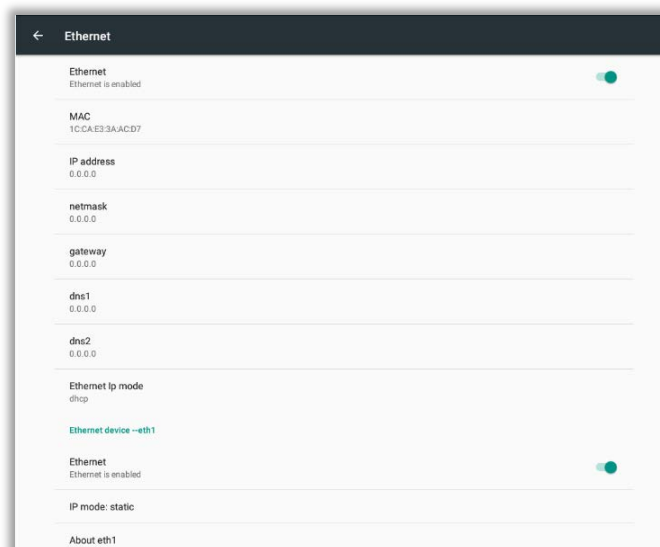 Ethernet
Ethernet
Ethernet is enabled
MAC
1C:CA:E3:3A:AC:D7
IP address
0.0.0.0
netmask
0.0.0.0
gateway
0.0.0.0
dns1
0.0.0.0
dns2
0.0.0.0
Ethernet Ip mode
dhcp
Ethernet device --eth1
Ethernet
Ethernet is enabled
IP mode: static
About eth1